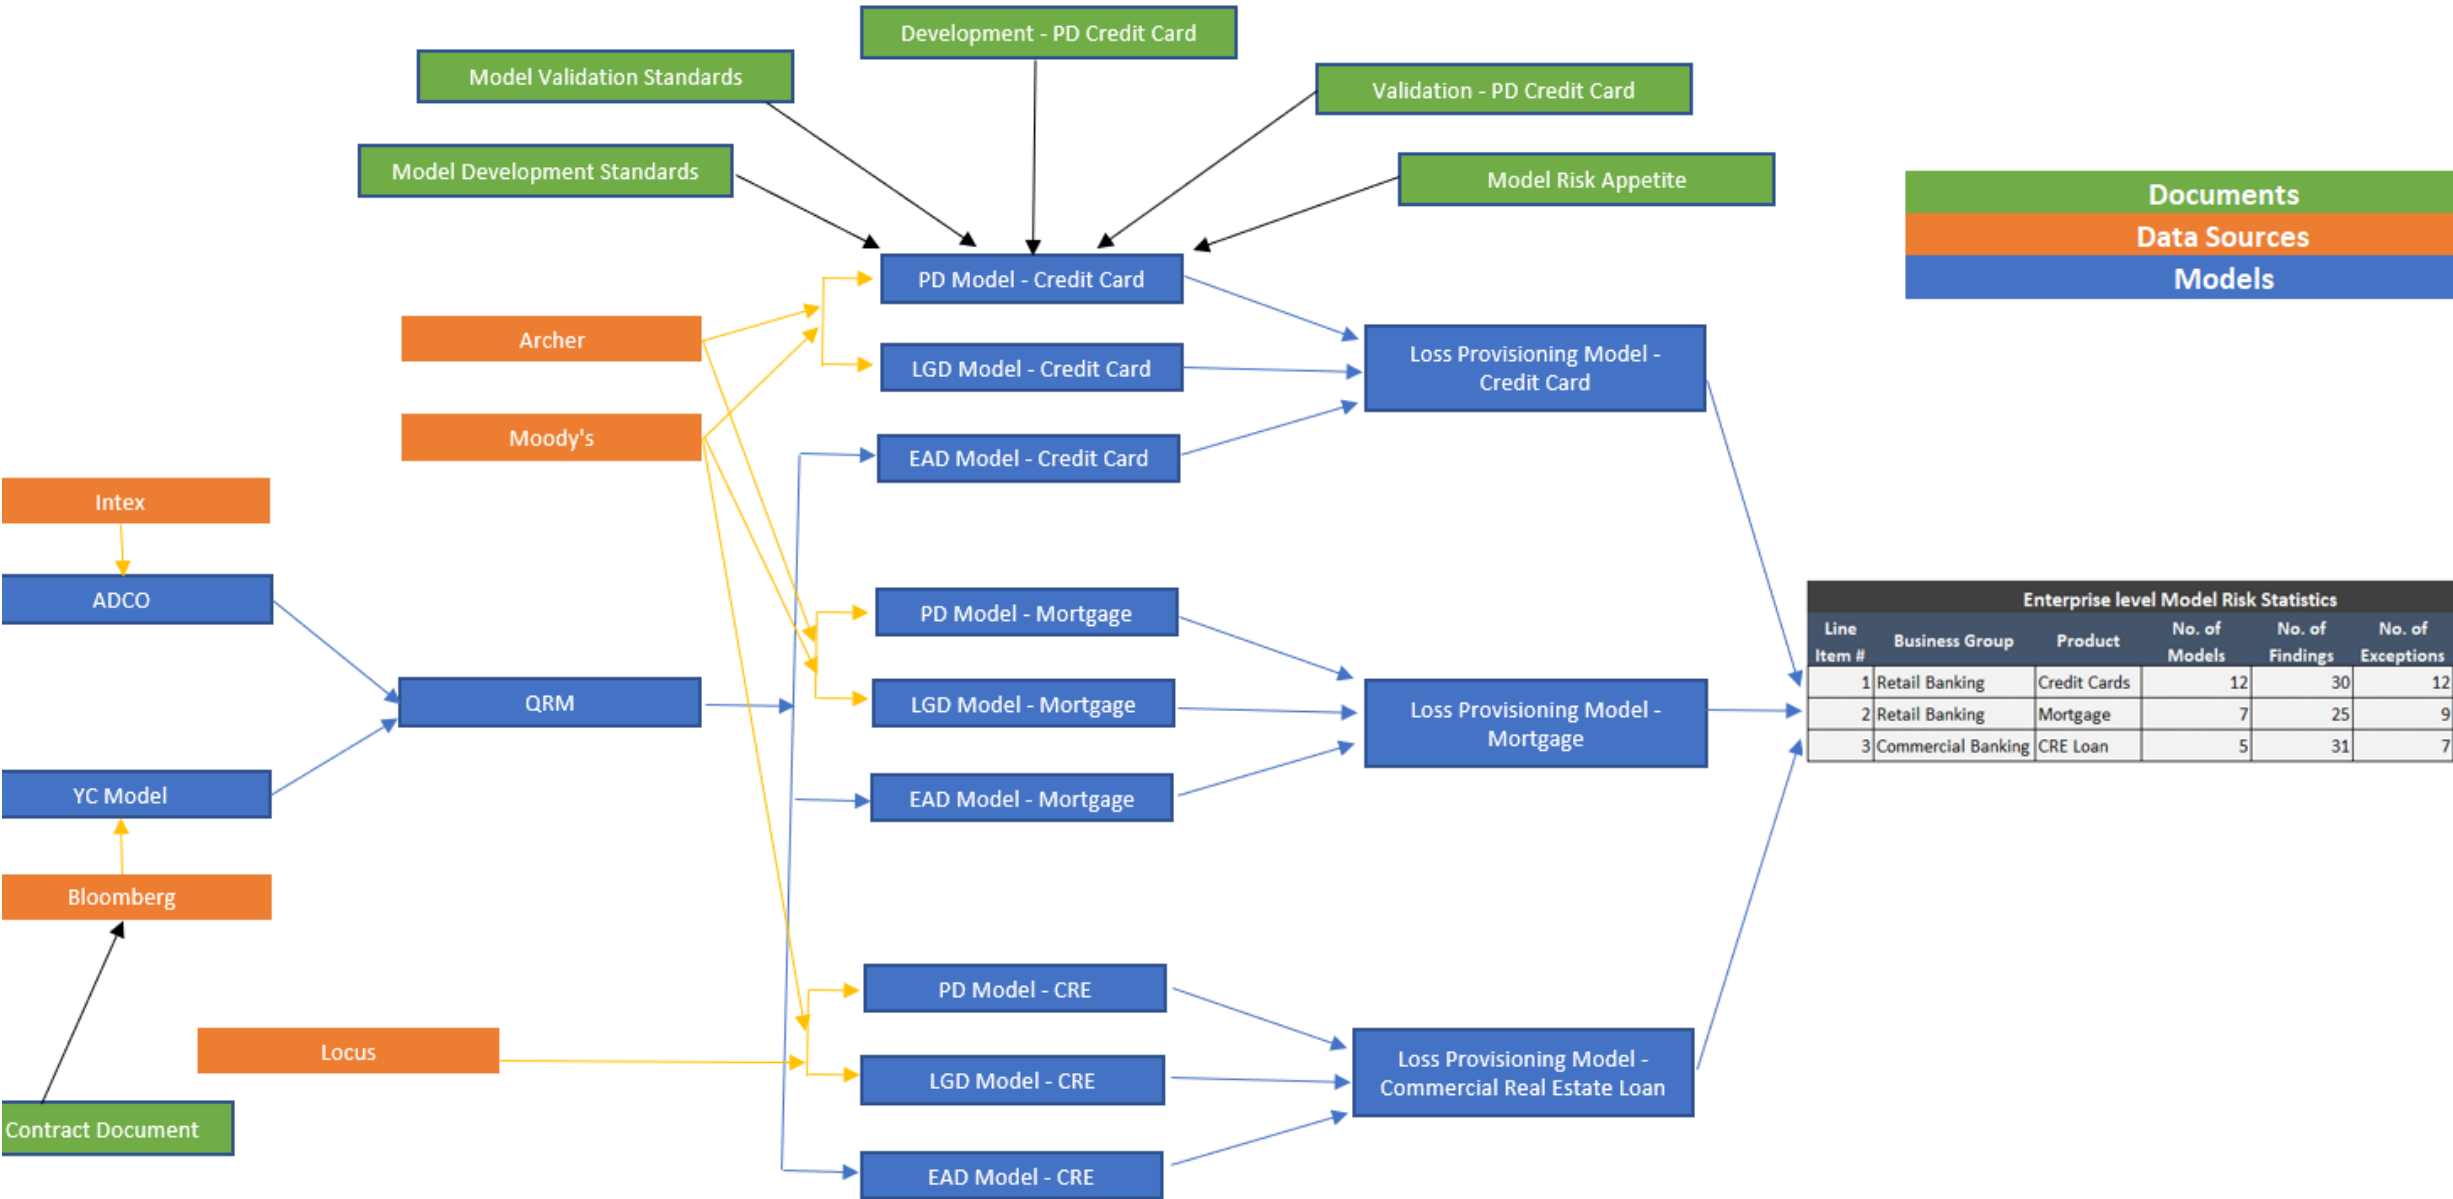 Development - PD Credit Card
Model Validation Standards
Validation - PD Credit Card
Model Development Standards
Model Risk Appetite
Documents
Data Sources
Models
PD Model - Credit Card
Archer
LGD Model - Credit Card
Loss Provisioning Model -
Credit Card
Moody's
EAD Model - Credit Card
Intex
ADCO
PD Model - Mortgage
QRM
LGD Model - Mortgage
Loss Provisioning Model -
Mortgage
YC Model
EAD Model - Mortgage
Bloomberg
Enterprise level Model Risk Statistics
Line
Item # Business Group Product No. of
Models No. of
Findings No. of
Exceptions
1 Retail Banking Credit Cards 12 30 12
2 Retail Banking Mortgage 7 25 9
3 Commercial Banking CRE Loan 5 31 7
PD Model - CRE
Locus
LGD Model - CRE
Loss Provisioning Model -
Commercial Real Estate Loan
Contract Document
EAD Model - CRE